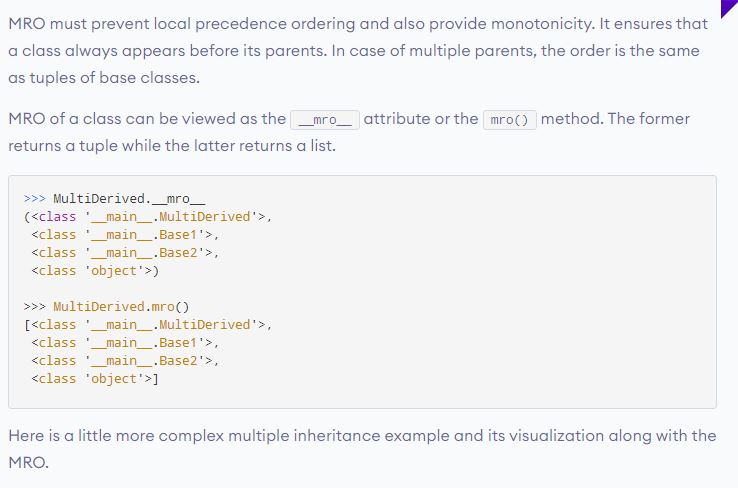 MRO must prevent local precedence ordering and also provide monotonicity. It ensures that
a class always appears before its parents. In case of multiple parents, the order is the same
as tuples of base classes.
MRO of a class can be viewed as the __mro__ attribute or the mro() method. The former
returns a tuple while the latter returns a list.
>>> MultiDerived.__mro__
(<class '__main__.MultiDerived'>,
 <class '__main__.Base1'>,
 <class '__main__.Base2'>,
 <class 'object'>)
>>> MultiDerived.mro()
[<class '__main__.MultiDerived'>,
 <class '__main__.Base1'>,
 <class '__main__.Base2'>,
 <class 'object'>]
Here is a little more complex multiple inheritance example and its visualization along with the
MRO.